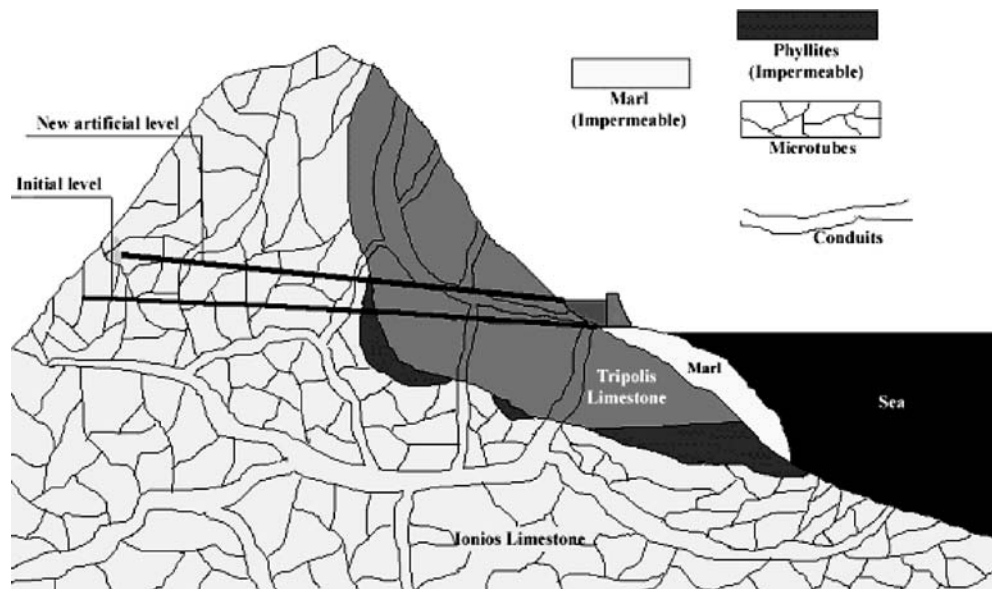 Phyllites
(Impermeable)
Marl
(Impermeable)
New artificial level
Microtubes
Initial level
Conduits
Marl
Tripolis
Limestone
Sea
Ionios Limestone